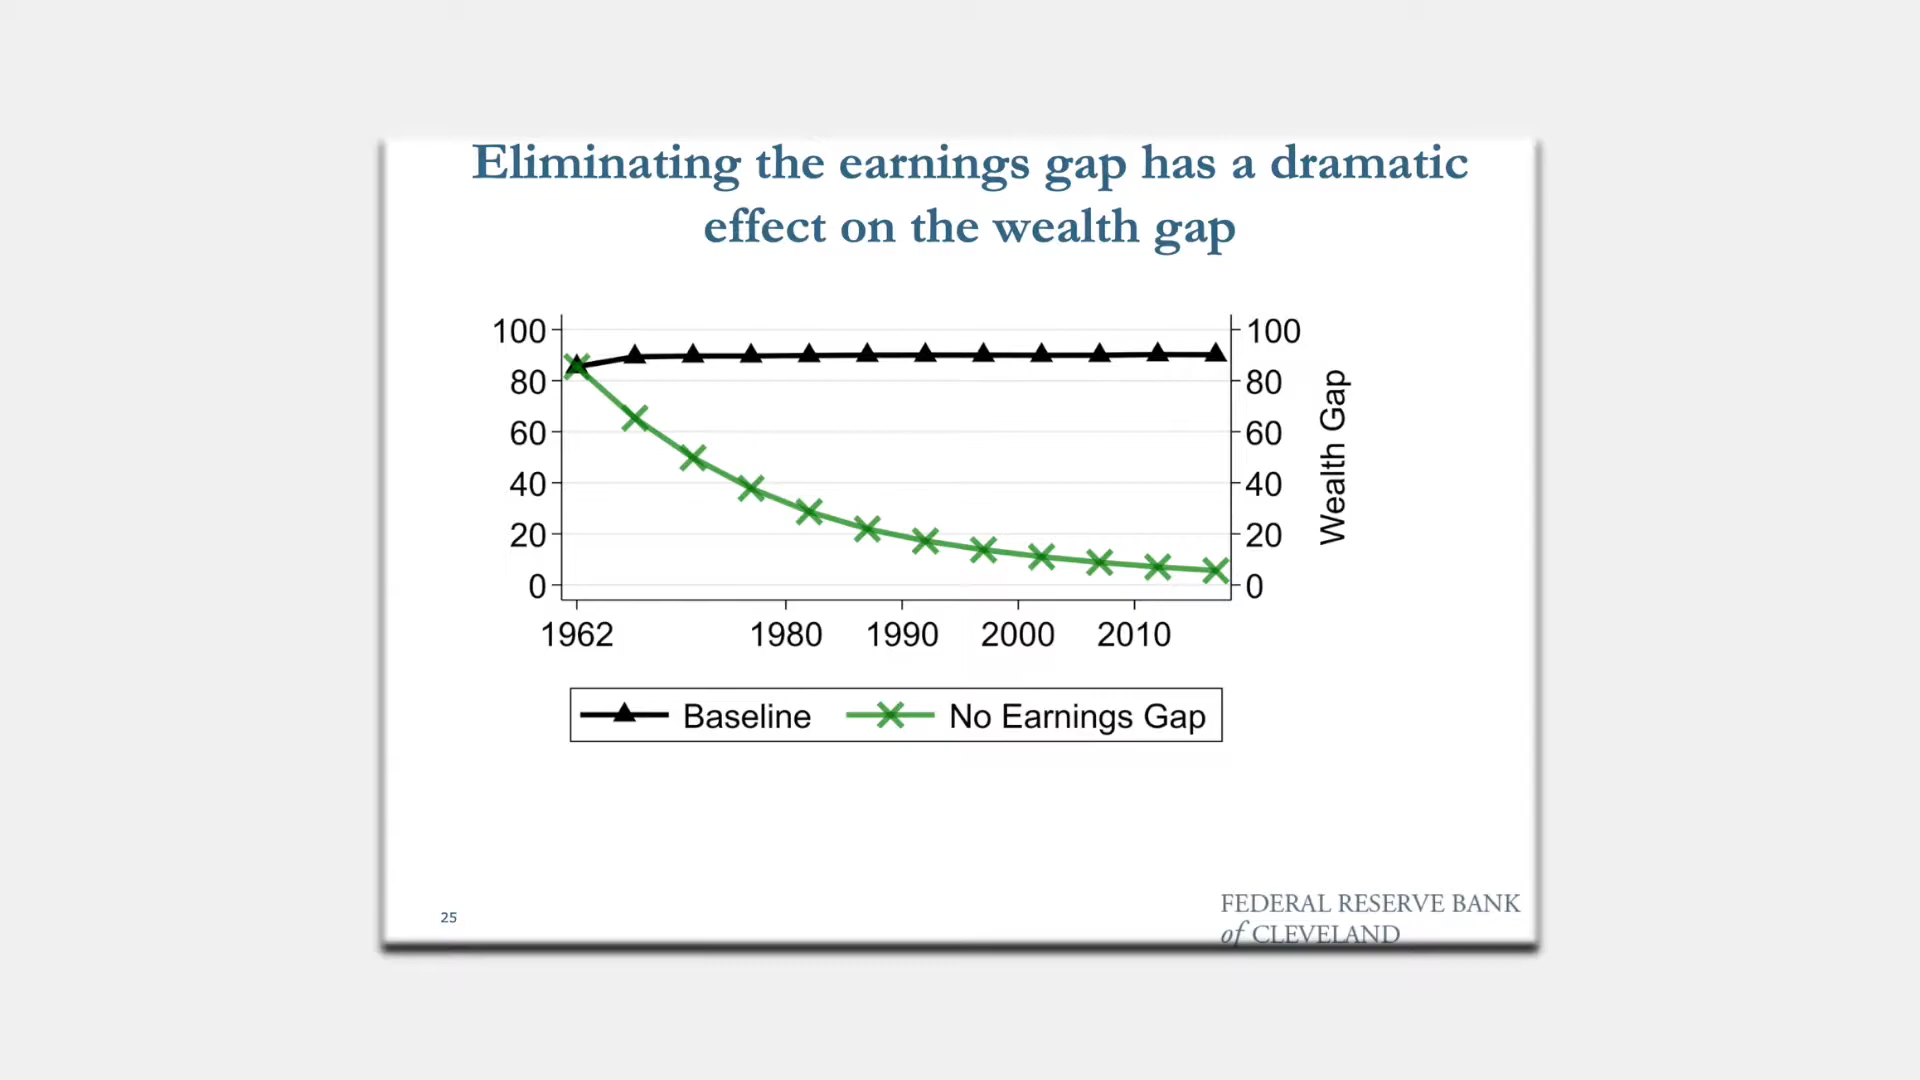 Eliminating the earnings gap has a dramatic
effect on the wealth gap
100
80
60
40
20
0
100
80
60
40
20
0
Wealth Gap
1962 1980 1990 2000 2010
Baseline No Earnings Gap
25
FEDERAL RESERVE BANK
of CLEVELAND